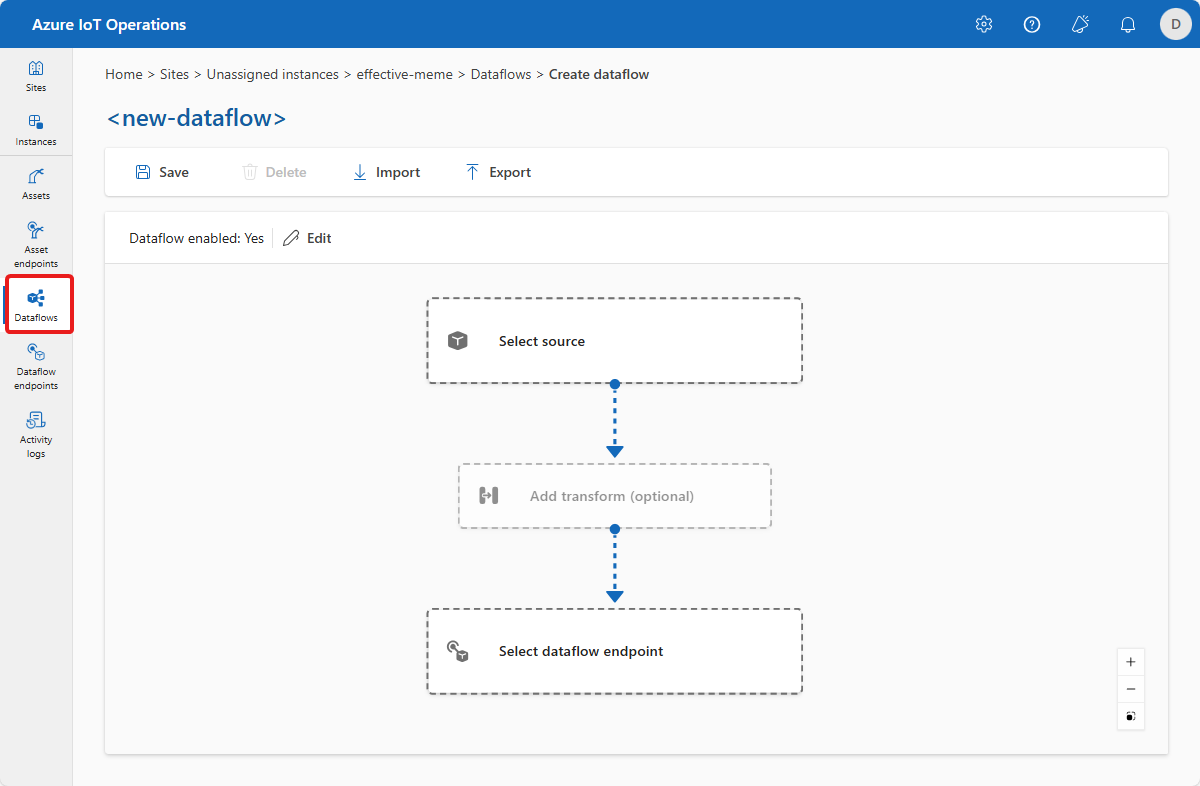 Azure IoT Operations
D
Sites
Instances
Assets
Asset
endpoints
Dataflows
Dataflow
endpoints
Activity
logs
Home > Sites > Unassigned instances > effective-meme > Dataflows > Create dataflow
<new-dataflow>
Save Delete Import Export
Dataflow enabled: Yes Edit
Select source
Add transform (optional)
Select dataflow endpoint